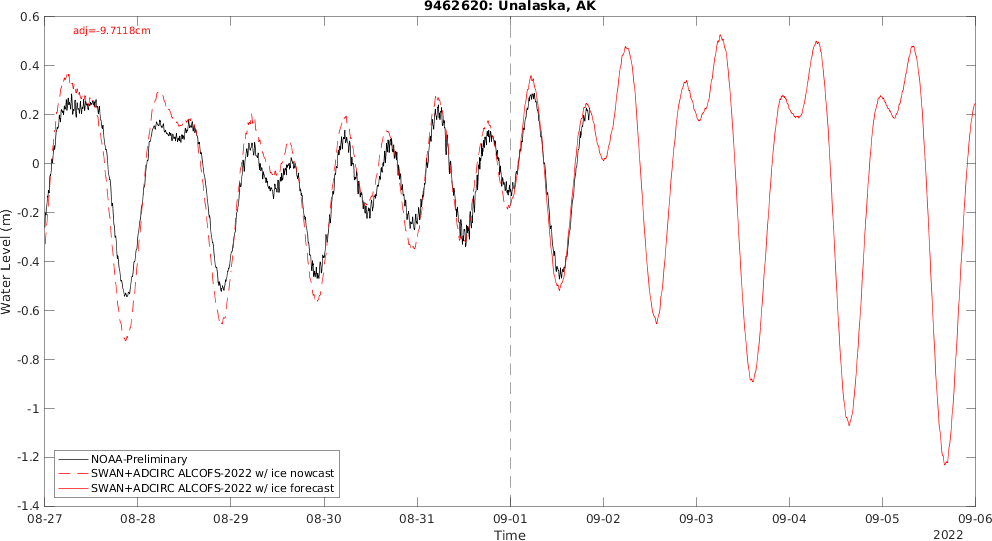 9462620: Unalaska, AK
adj=-9.7118cm
0.6
0.4
0.2
0
-0.2
-0.4
-0.6
-0.8
-1
-1.2
-1.4
Water Level (m)
NOAA-Preliminary
SWAN+ADCIRC ALCOFS-2022 w/ ice nowcast
SWAN+ADCIRC ALCOFS-2022 w/ ice forecast
08-27 08-28 08-29 08-30 08-31 09-01 09-02 09-03 09-04 09-05 09-06
Time
2022